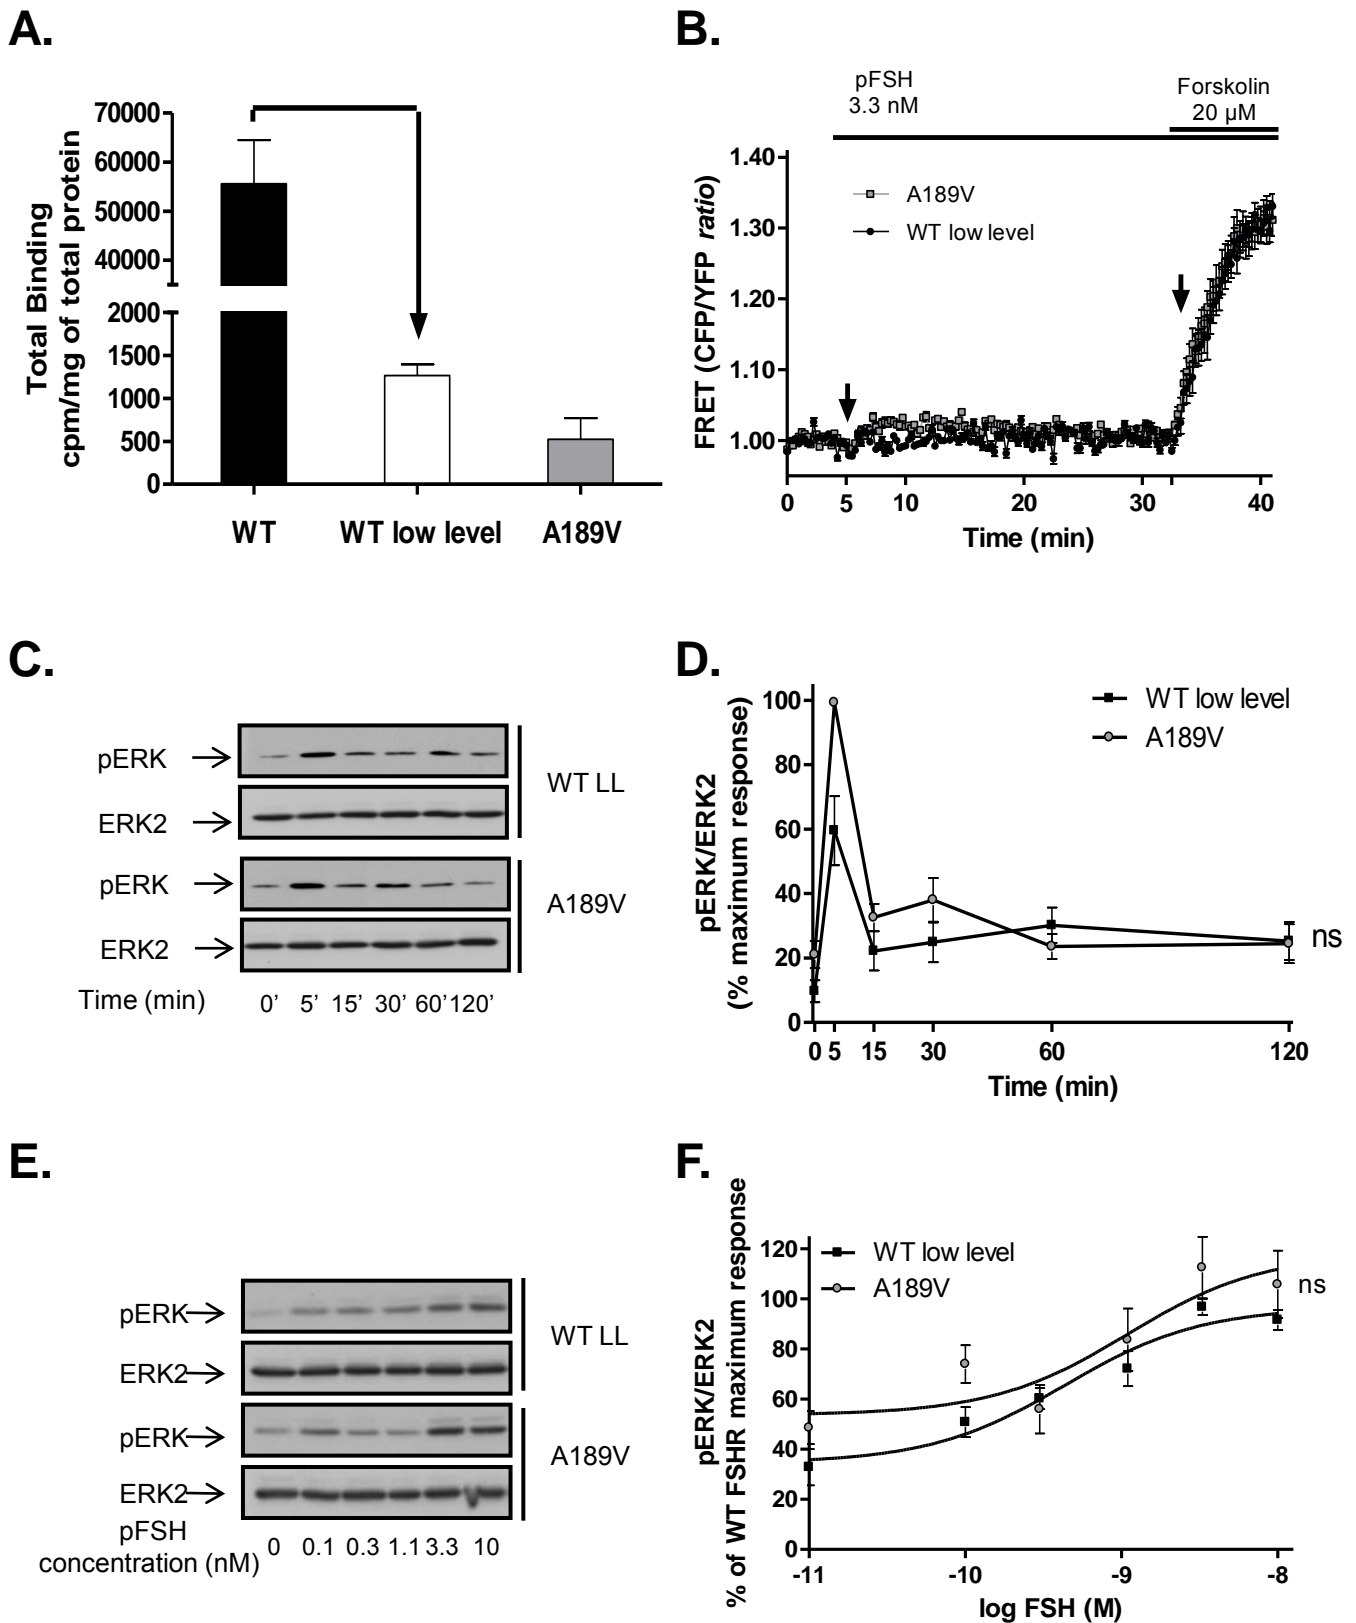 A.
Total Binding
cpm/mg of total protein
70000
60000
50000
40000
2000
1500
1000
500
0
WT
WT low level
A189V
B.
pFSH
3.3 nM
Forskolin
20 µM
FRET (CFP/YFP ratio)
1.40
1.30
1.20
1.10
1.00
A189V
WT low level
0
5
10
20
30
40
Time (min)
C.
pERK
ERK2
WT LL
pERK
ERK2
A189V
Time (min)
0’ 5’ 15’ 30’ 60’ 120’
D.
pERK/ERK2
(% maximum response)
100
80
60
40
20
0
WT low level
A189V
ns
0 5 15 30 60 120
Time (min)
E.
pERK
ERK2
WT LL
pERK
ERK2
A189V
pFSH
concentration (nM)
0 0.1 0.3 1.1 3.3 10
F.
pERK/ERK2
% of WT FSHR maximum response
120
100
80
60
40
20
0
WT low level
A189V
ns
-11 -10 -9 -8
log FSH (M)